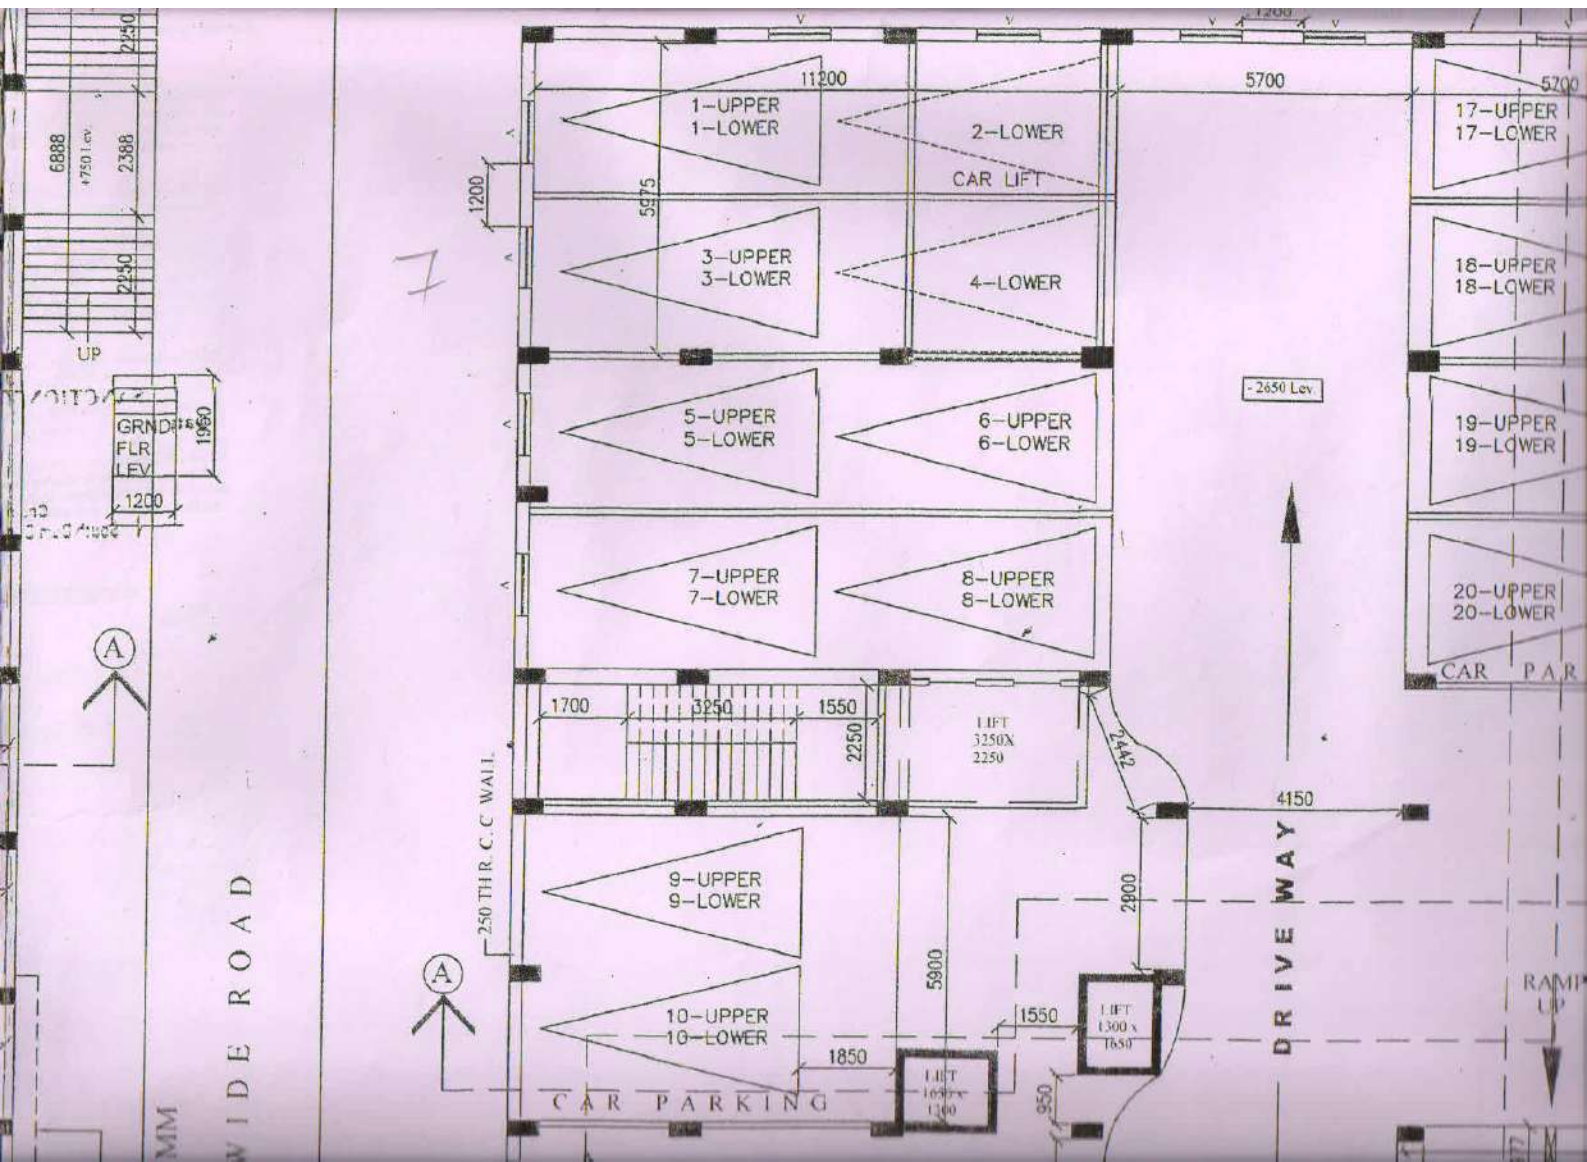 2250
1200
11200
5700
5700
1-UPPER
1-LOWER
2-LOWER
CAR LIFT
17-UPPER
17-LOWER
6888
+750 Lev.
2388
1200
5975
3-UPPER
3-LOWER
4-LOWER
18-UPPER
18-LOWER
2250
7
UP
- 2650 Lev.
GRND
FLR
LEV
1960
1200
5-UPPER
5-LOWER
6-UPPER
6-LOWER
19-UPPER
19-LOWER
7-UPPER
7-LOWER
8-UPPER
8-LOWER
20-UPPER
20-LOWER
A
CAR PAR
1700
3250
1550
2250
LIFT
3250X
2250
2442
4150
250 THR. C.C WALL
9-UPPER
9-LOWER
2900
DRIVE WAY
WIDE ROAD
A
5900
10-UPPER
10-LOWER
1550
LIFT
1300 x
1650
RAMP
UP
1850
LIFT
1650 x
1300
950
CAR PARKING
MM